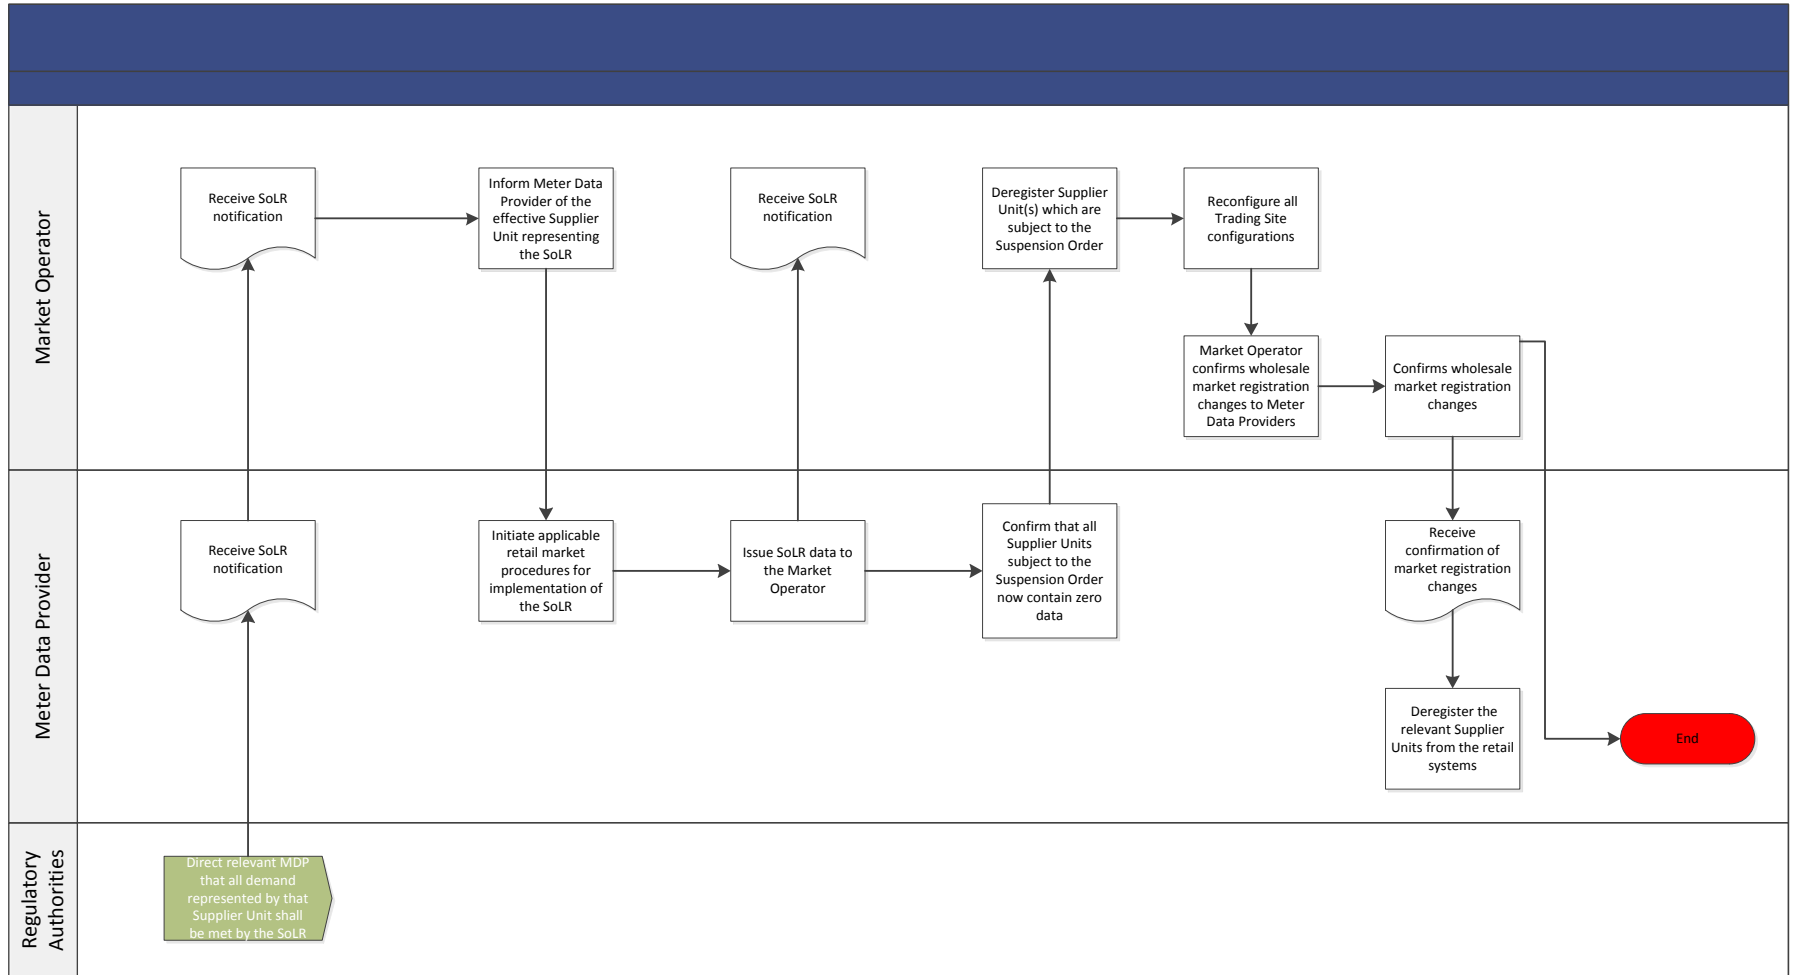 Market Operator
Receive SoLR
notification
Inform Meter Data
Provider of the
effective Supplier
Unit representing
the SoLR
Receive SoLR
notification
Deregister Supplier
Unit(s) which are
subject to the
Suspension Order
Reconfigure all
Trading Site
configurations
Market Operator
confirms wholesale
market registration
changes to Meter
Data Providers
Confirms wholesale
market registration
changes
Meter Data Provider
Receive SoLR
notification
Initiate applicable
retail market
procedures for
implementation of
the SoLR
Issue SoLR data to
the Market
Operator
Confirm that all
Supplier Units
subject to the
Suspension Order
now contain zero
data
Receive
confirmation of
market registration
changes
Deregister the
relevant Supplier
Units from the retail
systems
End
Regulatory
Authorities
Direct relevant MDP
that all demand
represented by that
Supplier Unit shall
be met by the SoLR